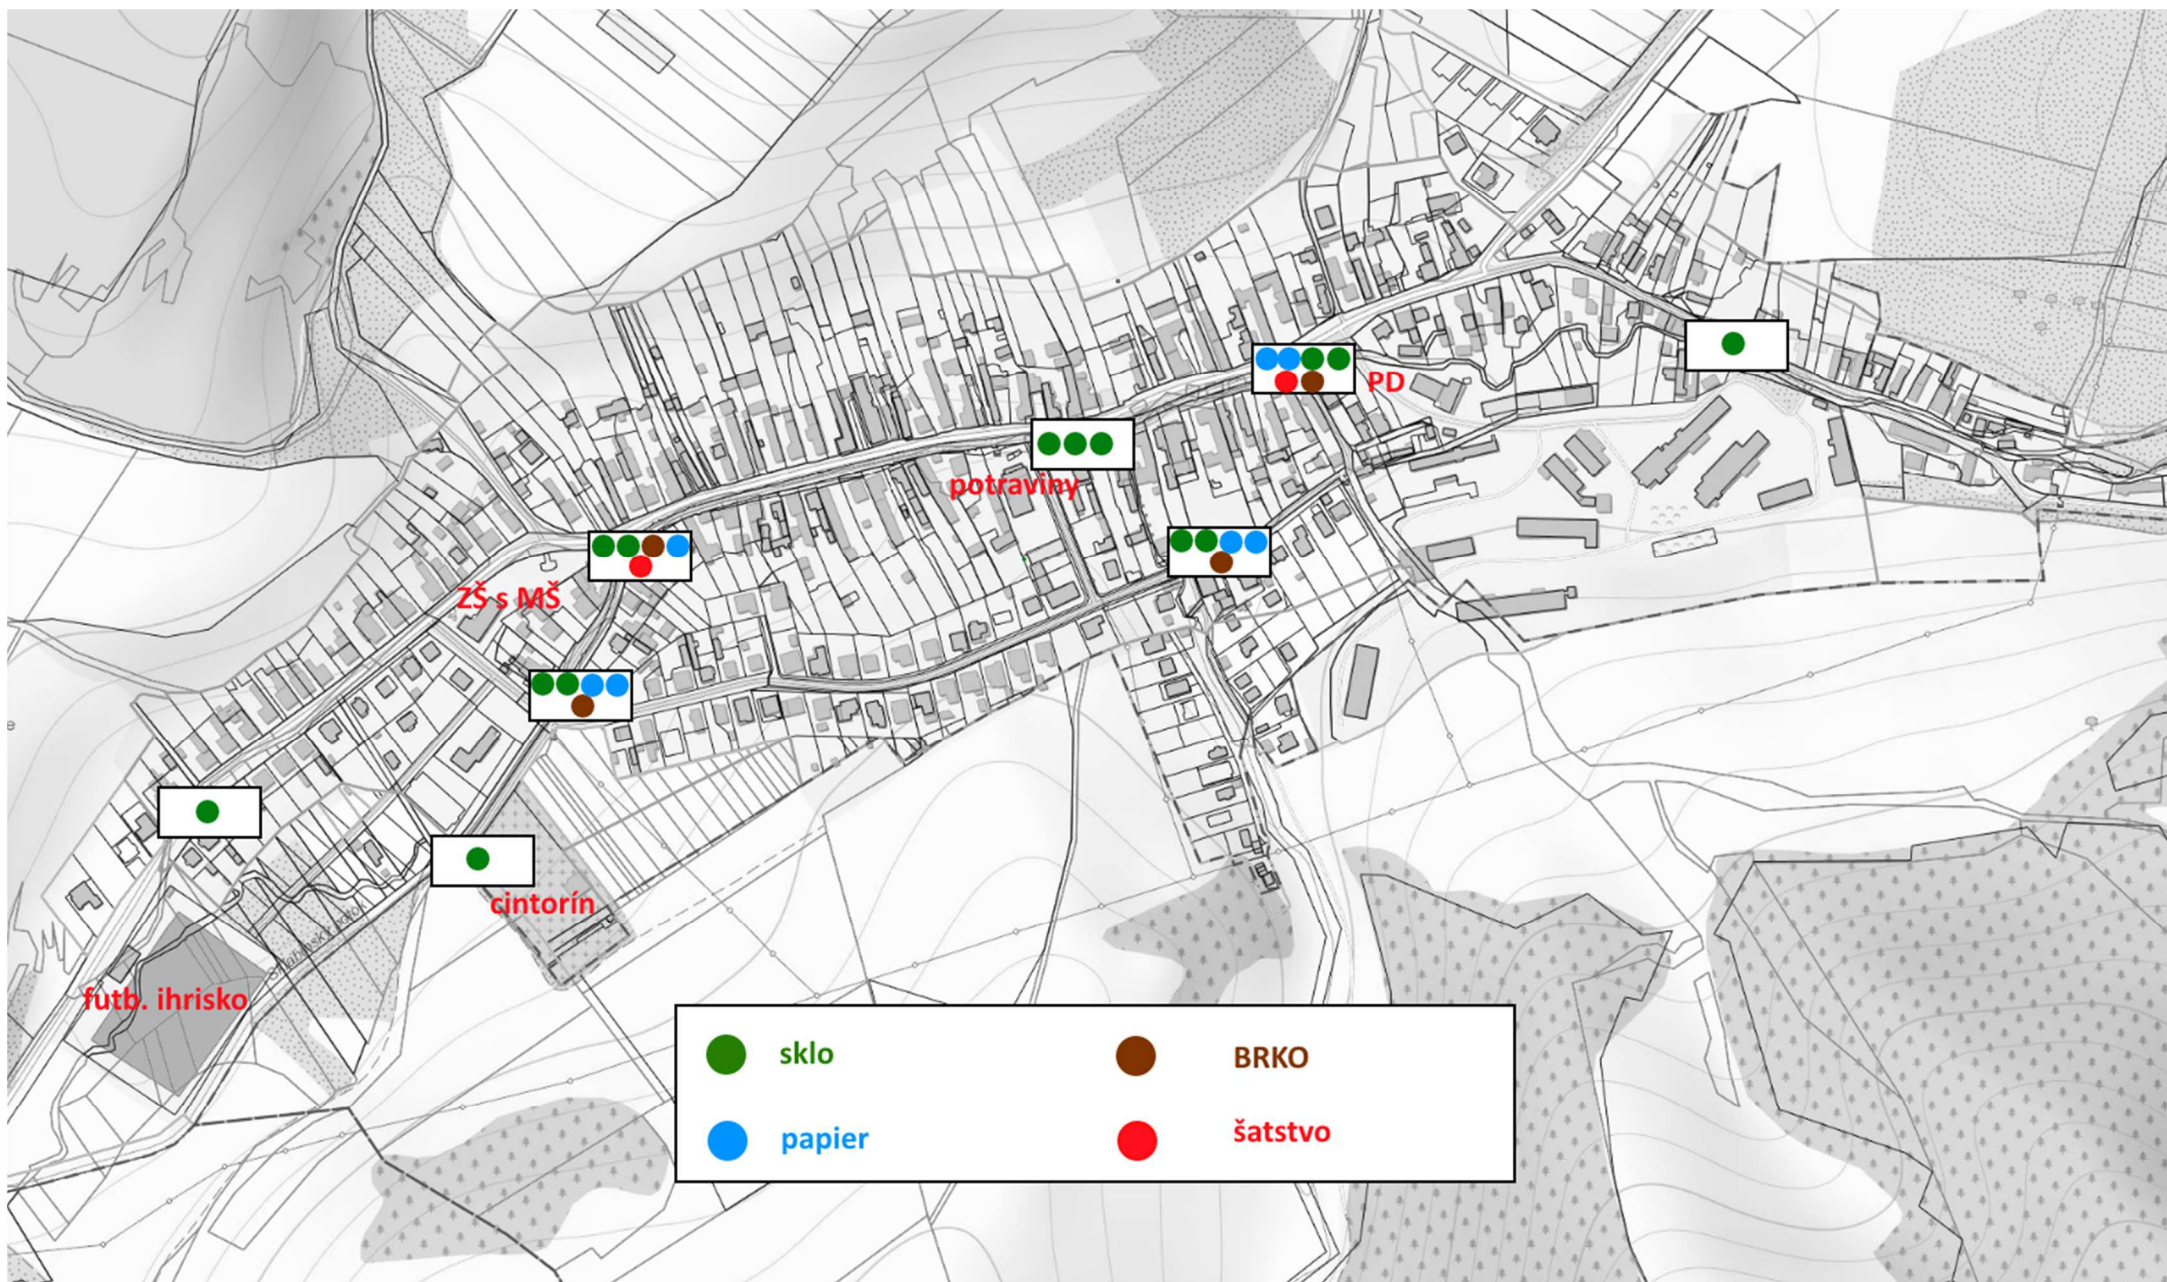 PD
potraviny
ZŠ s MŠ
cintorín
futb. ihrisko
sklo
BRKO
papier
šatstvo